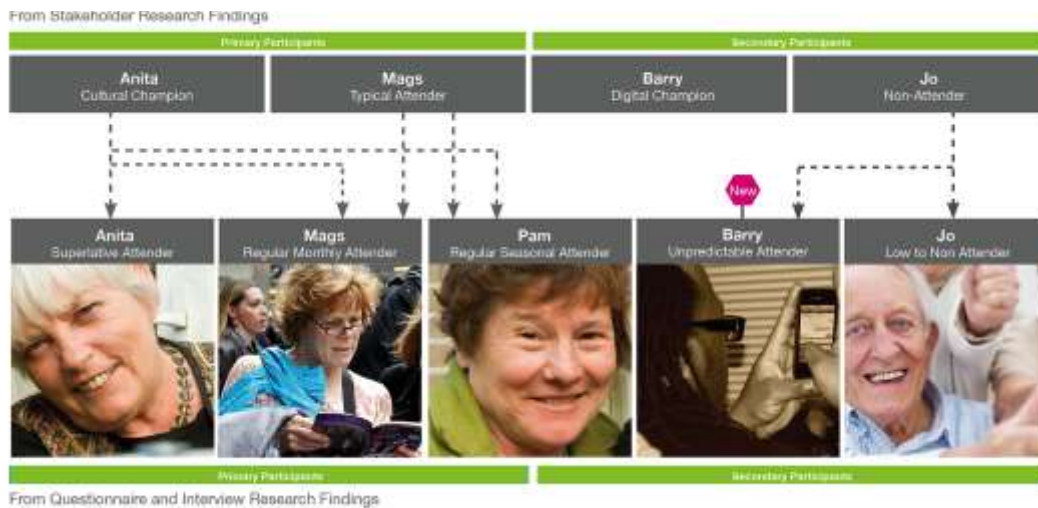 From Stakeholder Research Findings
Primary Participants
Secondary Participants
Anita
Cultural Champion
Mags
Typical Attender
Barry
Digital Champion
Jo
Non-Attender
New
Anita
Superlative Attender
Mags
Regular Monthly Attender
Pam
Regular Seasonal Attender
Barry
Unpredictable Attender
Jo
Low to Non Attender
Primary Participants
Secondary Participants
From Questionnaire and Interview Research Findings